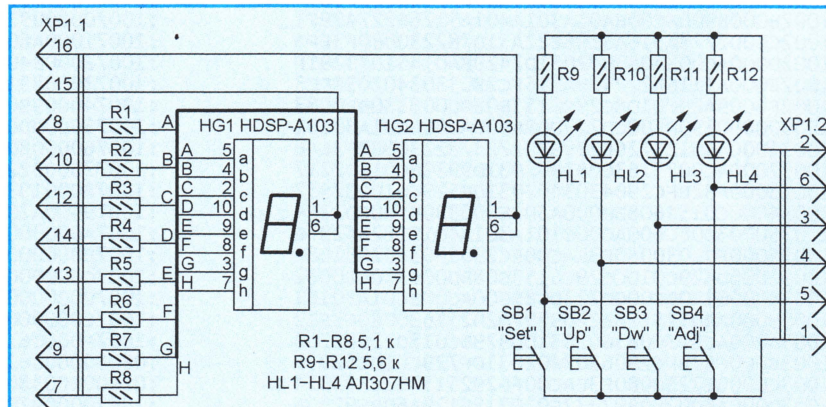 XP1.1
16
15
8
10
12
14
13
11
R1
R2
R3
R4
R5
R6
R7
R8
A
B
C
D
E
F
G
H
HG1 HDSP-A103
A 5 a
B 4 b
C 2 c
D 10 d
E 9 e
F 8 f
G 3 g
H 7 h
1
6
HG2 HDSP-A103
A 5 a
B 4 b
C 2 c
D 10 d
E 9 e
F 8 f
G 3 g
H 7 h
1
6
R9 R10 R11 R12
HL1 HL2 HL3 HL4
XP1.2
2
6
3
4
5
1
SB1 SB2 SB3 SB4
"Set" "Up" "Dw" "Adj"
R1–R8 5,1 к
R9–R12 5,6 к
HL1–HL4 АЛ307НМ